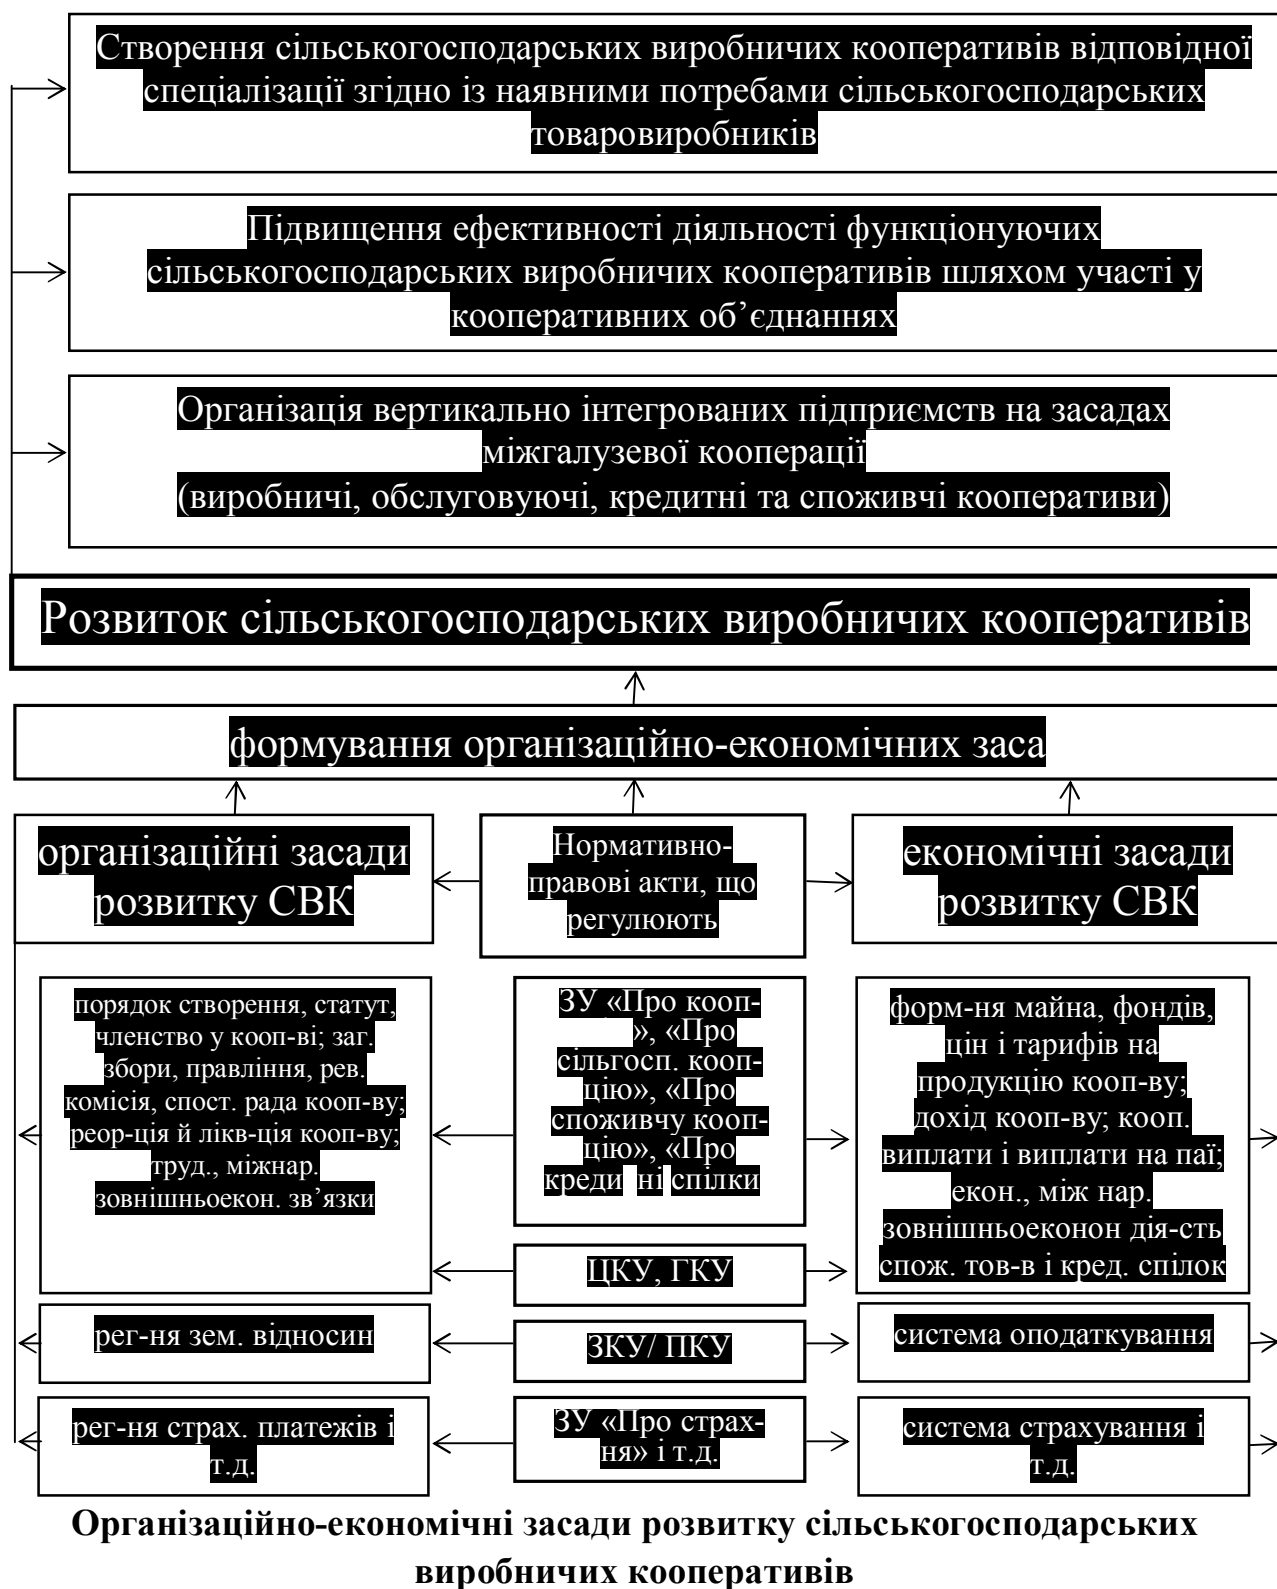 Створення сільськогосподарських виробничих кооперативів відповідної
спеціалізації згідно із наявними потребами сільськогосподарських
товаровиробників
Підвищення ефективності діяльності функціонуючих
сільськогосподарських виробничих кооперативів шляхом участі у
кооперативних об’єднаннях
Організація вертикально інтегрованих підприємств на засадах
міжгалузевої кооперації
(виробничі, обслуговуючі, кредитні та споживчі кооперативи)
Розвиток сільськогосподарських виробничих кооперативів
формування організаційно-економічних заса
організаційні засади
розвитку СВК
Нормативно-
правові акти, що
регулюють
економічні засади
розвитку СВК
порядок створення, статут,
членство у кооп-ві; заг.
збори, правління, рев.
комісія, спост. рада кооп-ву;
реор-ція й лікв-ція кооп-ву;
труд., міжнар.
зовнішньоекон. зв’язки
ЗУ «Про кооп-
», «Про
сільгосп. кооп-
цію», «Про
споживчу кооп-
цію», «Про
креди ні спілки
форм-ня майна, фондів,
цін і тарифів на
продукцію кооп-ву;
дохід кооп-ву; кооп.
виплати і виплати на паї;
екон., між нар.
зовнішньоеконон дія-сть
спож. тов-в і кред. спілок
ЦКУ, ГКУ
рег-ня зем. відносин
ЗКУ/ ПКУ
система оподаткування
рег-ня страх. платежів і
т.д.
ЗУ «Про страх-
ня» і т.д.
система страхування і
т.д.
Організаційно-економічні засади розвитку сільськогосподарських
виробничих кооперативів